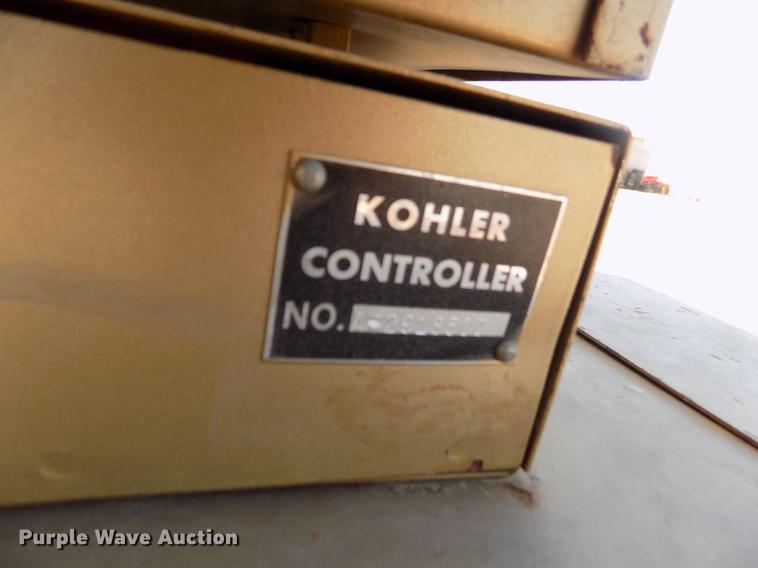 KOHLER
CONTROLLER
NO.
Purple Wave Auction